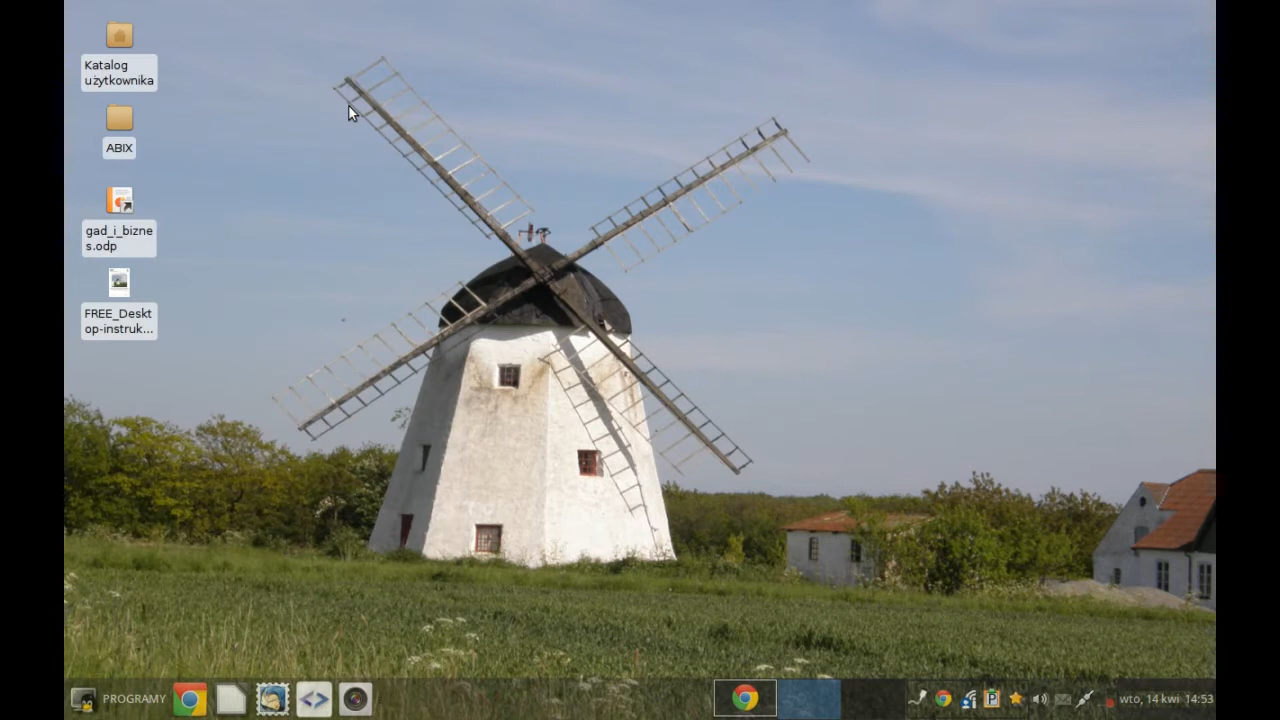 Katalog
użytkownika
ABIX
gad_i_bizne
s.odp
FREE_Deskt
op-instruk...
PROGRAMY
P
wto, 14 kwi 14:53